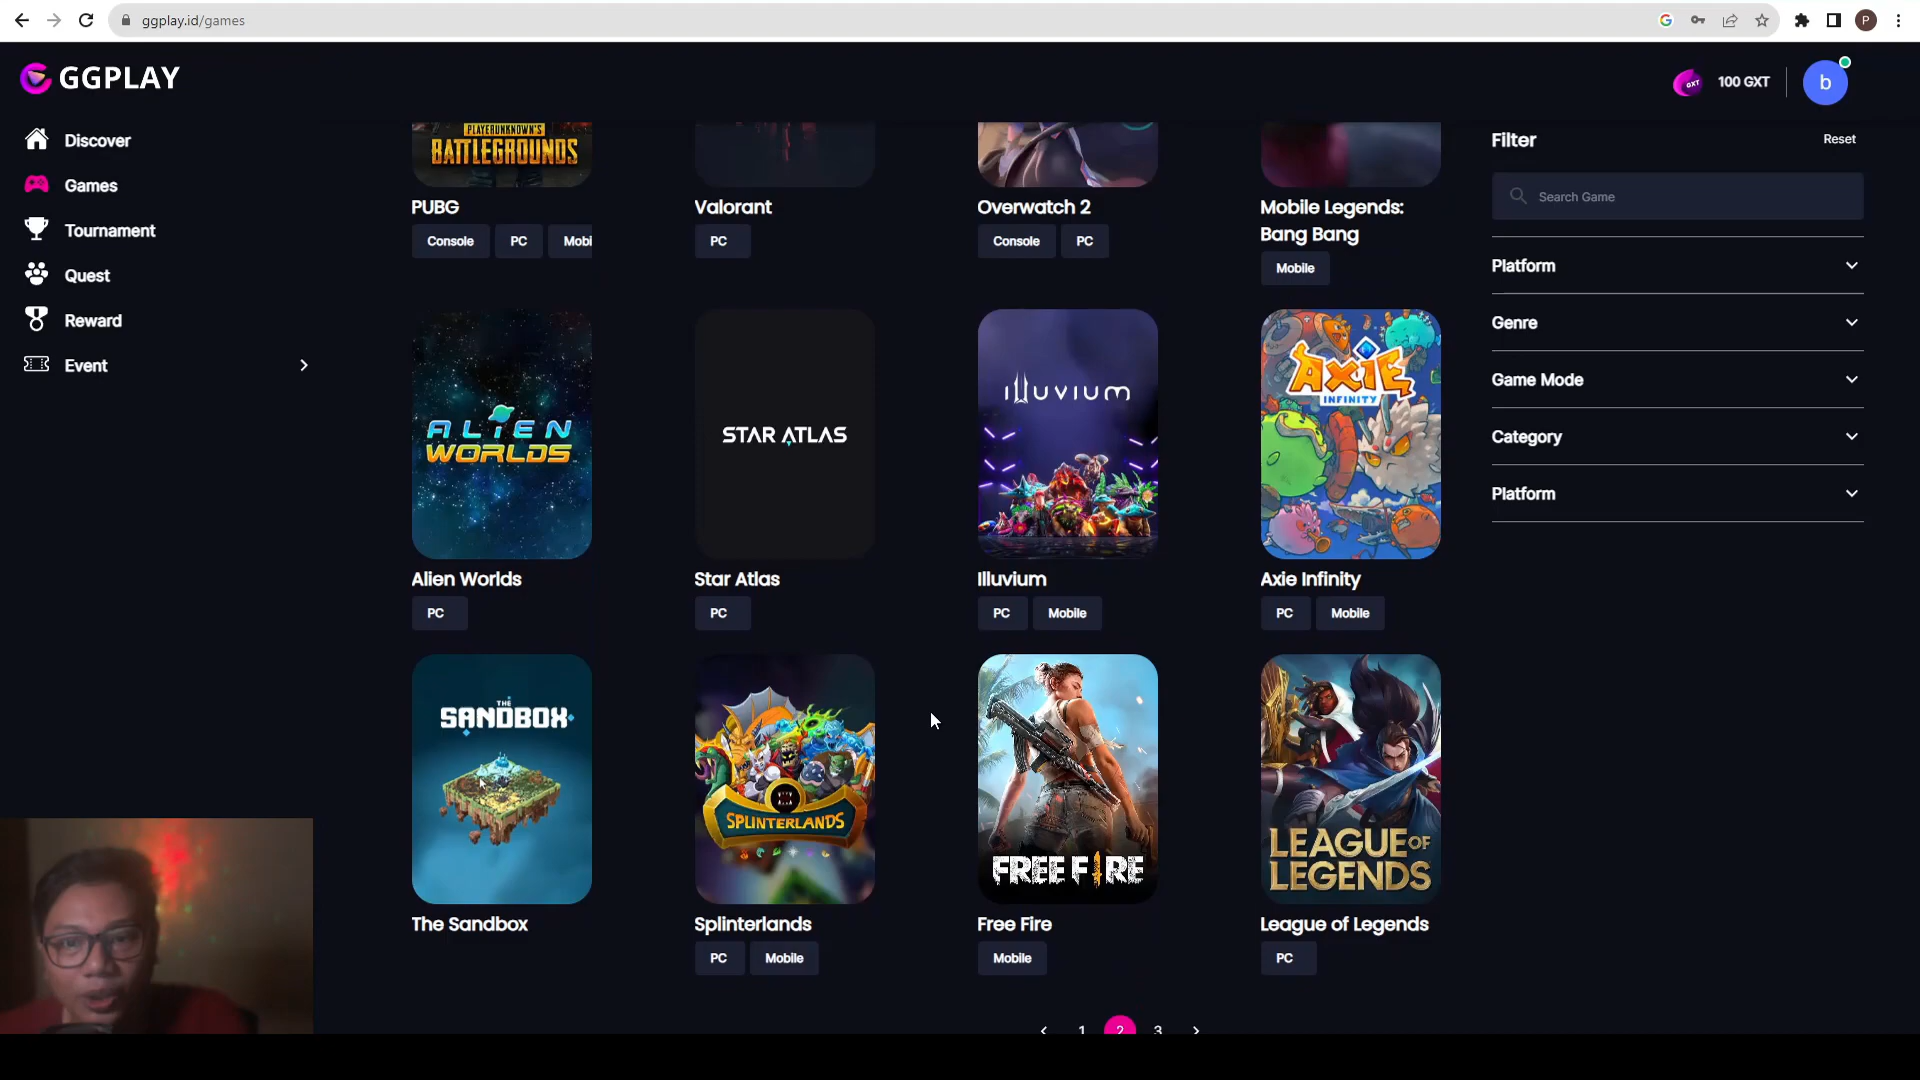 ggplay.id/games
P
GGPLAY
GXT
100 GXT
b
Discover
Games
Tournament
Quest
Reward
Event
PLAYERUNKNOWN'S
BATTLEGROUNDS
PUBG
Console
PC
Mobi
Valorant
PC
Overwatch 2
Console
PC
Mobile Legends:
Bang Bang
Mobile
Filter
Reset
Search Game
Platform
Genre
Game Mode
Category
Platform
ALIEN
WORLDS
Alien Worlds
PC
STAR ATLAS
Star Atlas
PC
ILLUVIUM
Illuvium
PC
Mobile
AXIE
INFINITY
Axie Infinity
PC
Mobile
THE
SANDBOX
The Sandbox
SPLINTERLANDS
Splinterlands
PC
Mobile
FREE FIRE
Free Fire
Mobile
LEAGUE OF
LEGENDS
League of Legends
PC
1
2
3